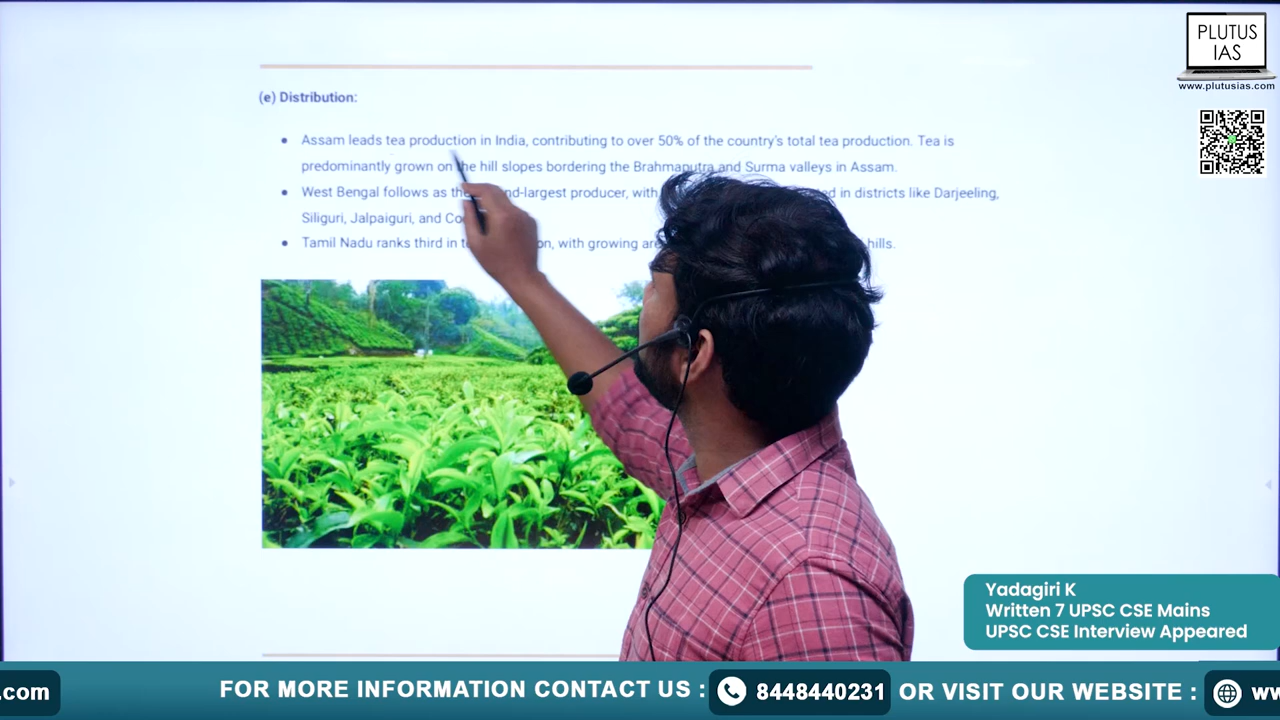 PLUTUS
IAS
www.plutusias.com
(e) Distribution:
Assam leads tea production in India, contributing to over 50% of the country's total tea production. Tea is
predominantly grown on the hill slopes bordering the Brahmaputra and Surma valleys in Assam.
West Bengal follows as the nd-largest producer, with ed in districts like Darjeeling,
Siliguri, Jalpaiguri, and
Tamil Nadu ranks third in on, with growing hills.
Yadagiri K
Written 7 UPSC CSE Mains
UPSC CSE Interview Appeared
.com
FOR MORE INFORMATION CONTACT US : 8448440231 OR VISIT OUR WEBSITE : ww